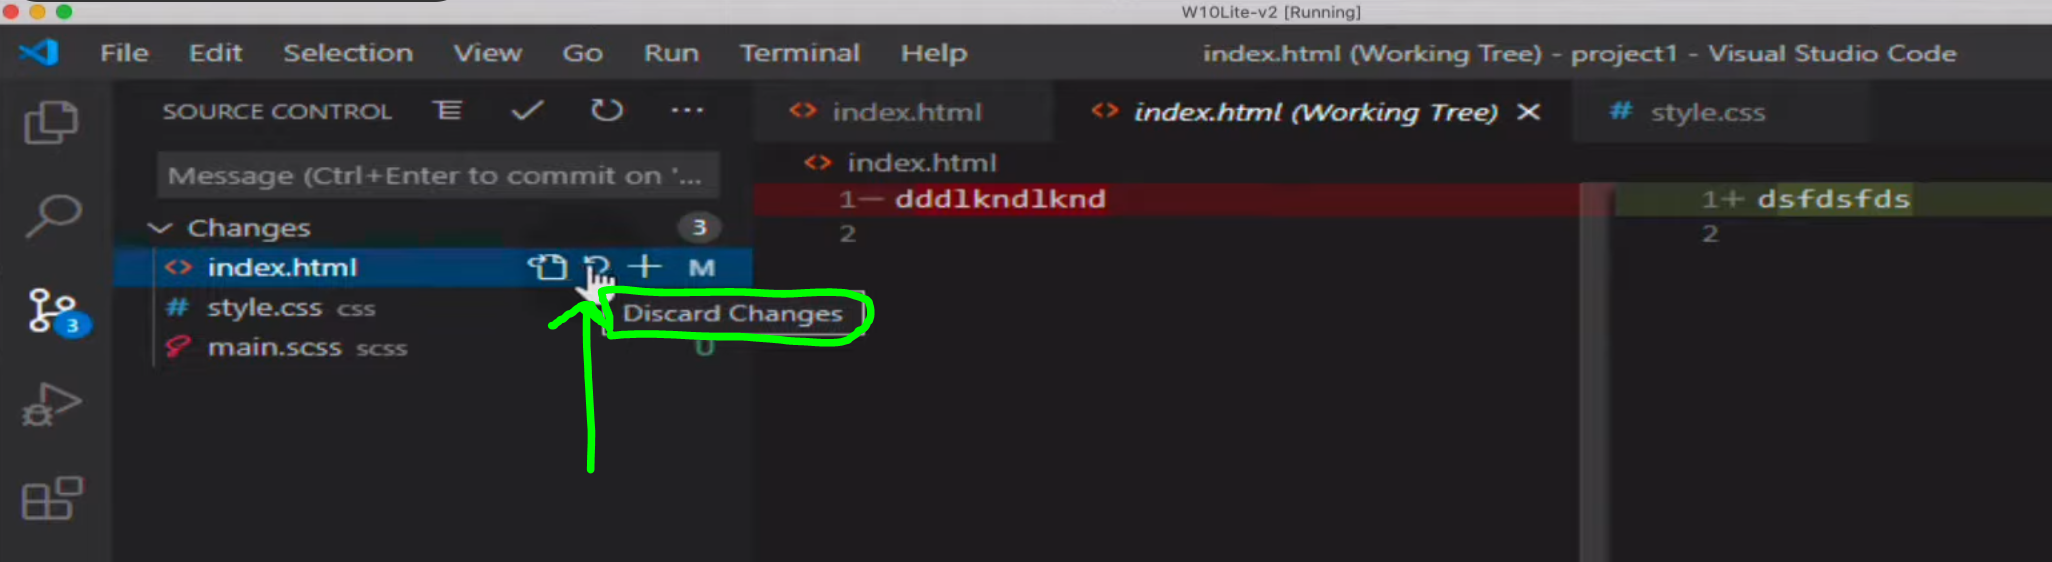 W10Lite-v2 [Running]
File Edit Selection View Go Run Terminal Help index.html (Working Tree) - project1 - Visual Studio Code
SOURCE CONTROL ... index.html index.html (Working Tree) style.css
Message (Ctrl+Enter to commit on '... index.html
1— dddlkndlknd 1+ dsfdsfds
Changes 3 2 2
index.html M
style.css css Discard Changes
3
main.scss scss U